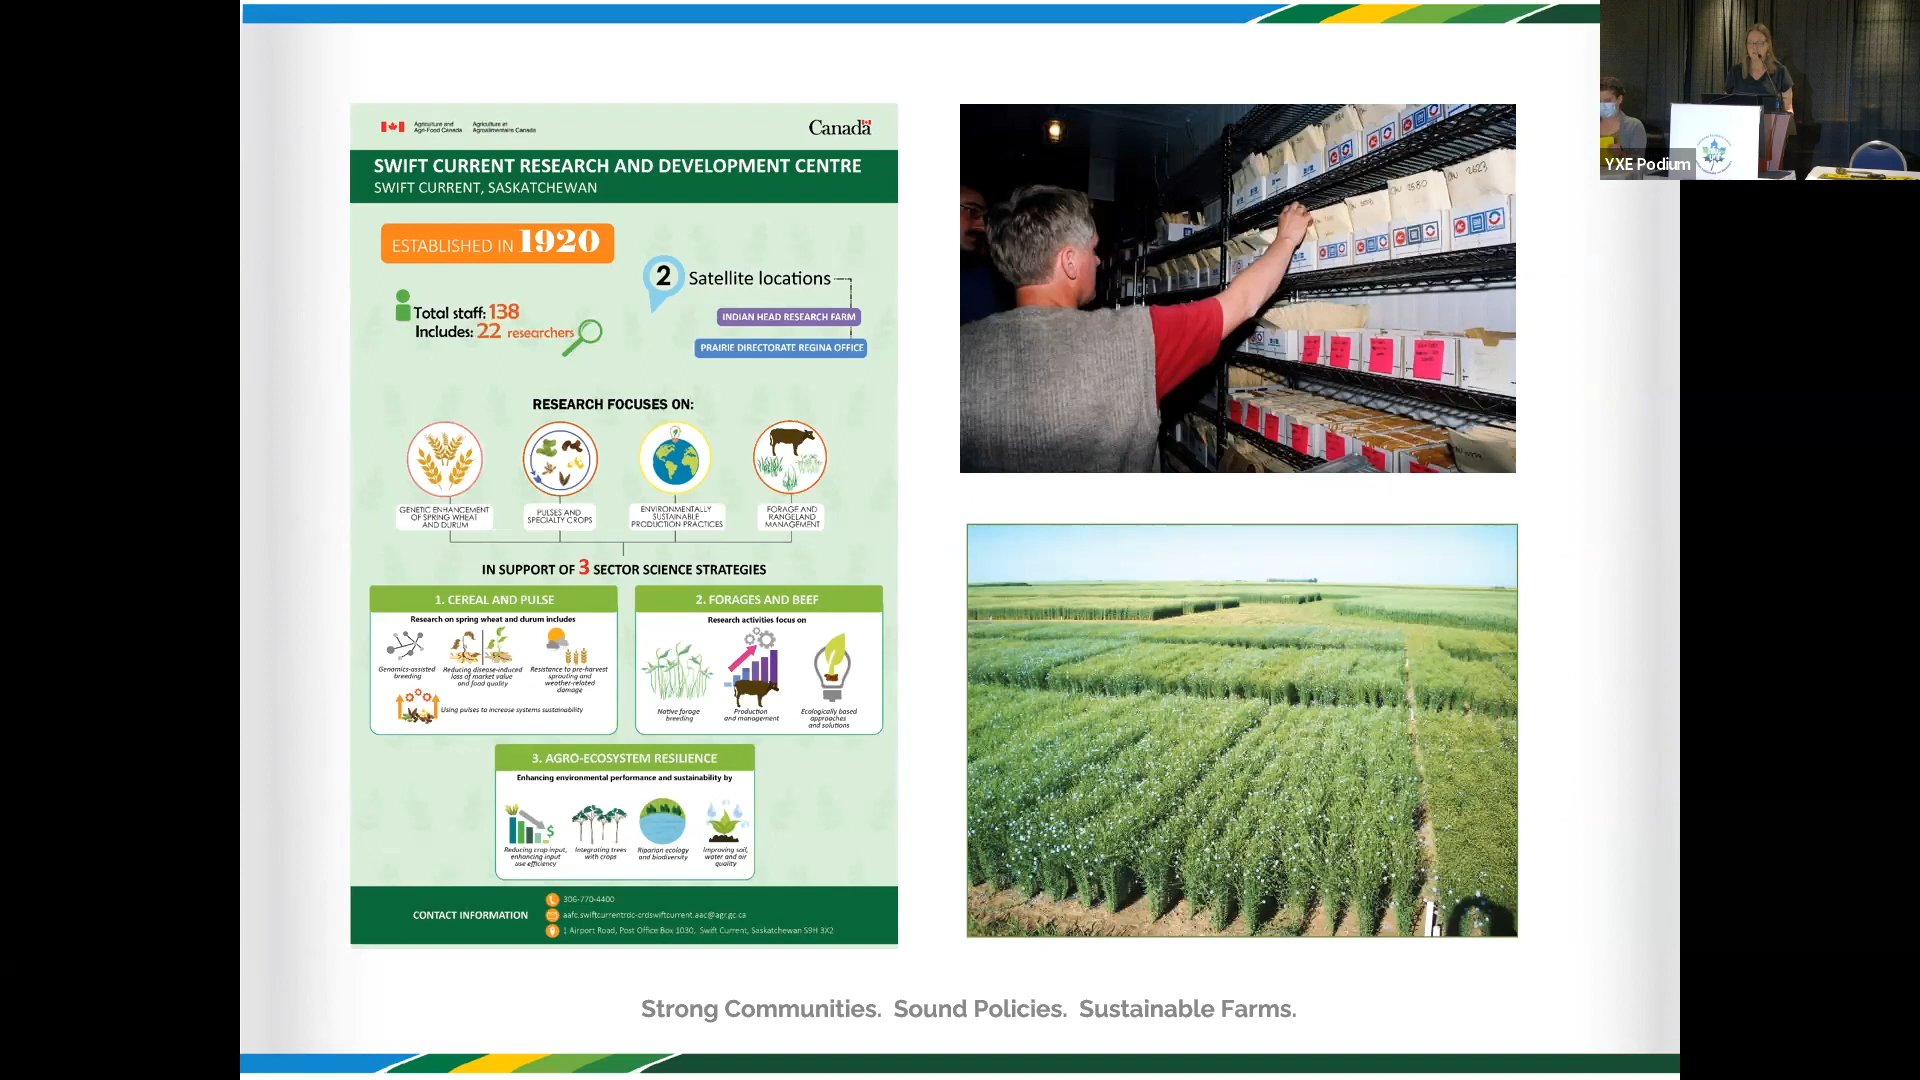 Agriculture and
Agri-Food Canada
Agriculture et
Agroalimentaire Canada
Canada
SWIFT CURRENT RESEARCH AND DEVELOPMENT CENTRE
SWIFT CURRENT, SASKATCHEWAN
ESTABLISHED IN 1920
Total staff: 138
Includes: 22 researchers
2 Satellite locations
INDIAN HEAD RESEARCH FARM
PRAIRIE DIRECTORATE REGINA OFFICE
RESEARCH FOCUSES ON:
GENETIC ENHANCEMENT
OF SPRING WHEAT
AND DURUM
PULSES AND
SPECIALTY CROPS
ENVIRONMENTALLY
SUSTAINABLE
PRODUCTION PRACTICES
FORAGE AND
RANGELAND
MANAGEMENT
IN SUPPORT OF 3 SECTOR SCIENCE STRATEGIES
1. CEREAL AND PULSE
Research on spring wheat and durum includes
Genomics-assisted
breeding
Reducing disease-induced
loss of market value
and food quality
Resistance to pre-harvest
sprouting and
weather-related
damage
Using pulses to increase systems sustainability
2. FORAGES AND BEEF
Research activities focus on
Native forage
breeding
Production
and management
Ecologically based
approaches
and solutions
3. AGRO-ECOSYSTEM RESILIENCE
Enhancing environmental performance and sustainability by
Reducing crop input,
enhancing input
use efficiency
Integrating trees
with crops
Riparian ecology
and biodiversity
Improving soil,
water and air
quality
CONTACT INFORMATION
306-770-4400
aafc.swiftcurrentrdc-crdswiftcurrent.aac@agr.gc.ca
1 Airport Road, Post Office Box 1030, Swift Current, Saskatchewan S9H 3X2
CN 2623
YXE Podium
Strong Communities. Sound Policies. Sustainable Farms.